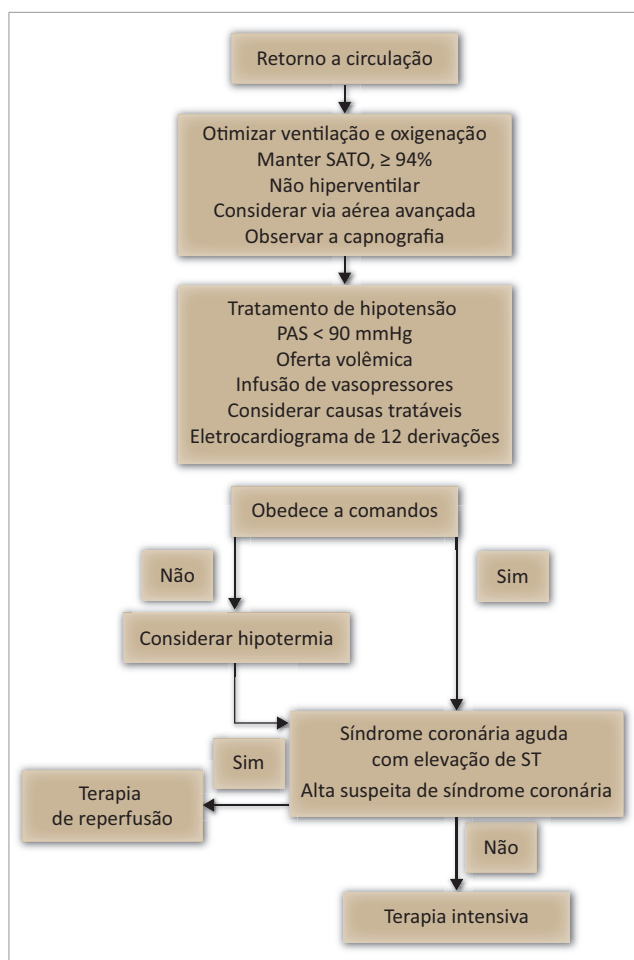 Retorno a circulação
Otimizar ventilação e oxigenação
Manter SATO, ≥ 94%
Não hiperventilar
Considerar via aérea avançada
Observar a capnografia
Tratamento de hipotensão
PAS < 90 mmHg
Oferta volêmica
Infusão de vasopressores
Considerar causas tratáveis
Eletrocardiograma de 12 derivações
Obedece a comandos
Não
Sim
Considerar hipotermia
Síndrome coronária aguda
com elevação de ST
Alta suspeita de síndrome coronária
Sim
Terapia
de reperfusão
Não
Terapia intensiva